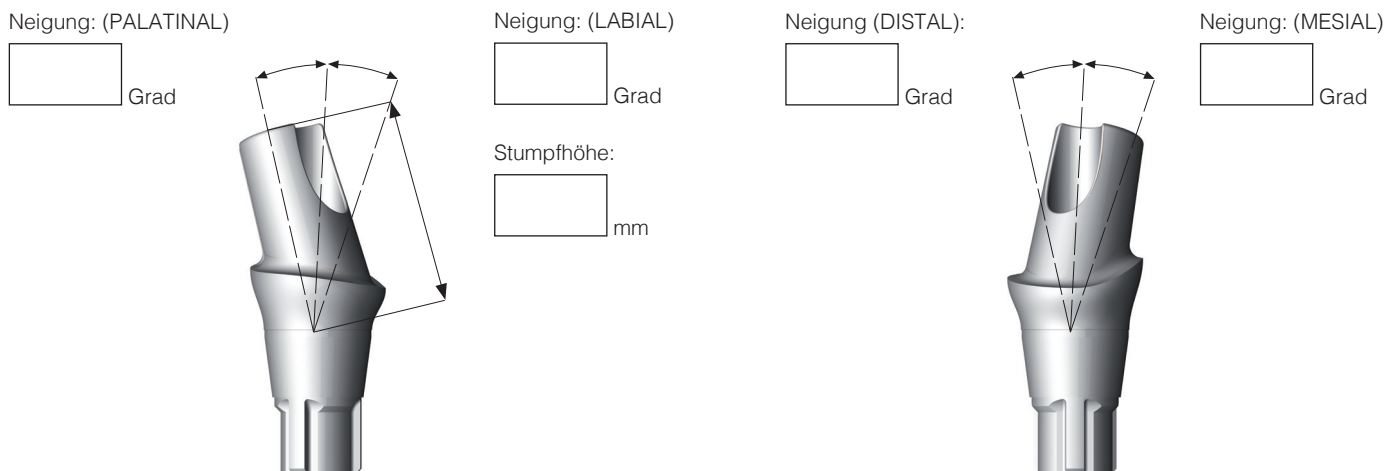 Neigung: (PALATINAL)
Grad
Neigung: (LABIAL)
Grad
Stumpfhöhe:
mm
Neigung (DISTAL):
Grad
Neigung: (MESIAL)
Grad